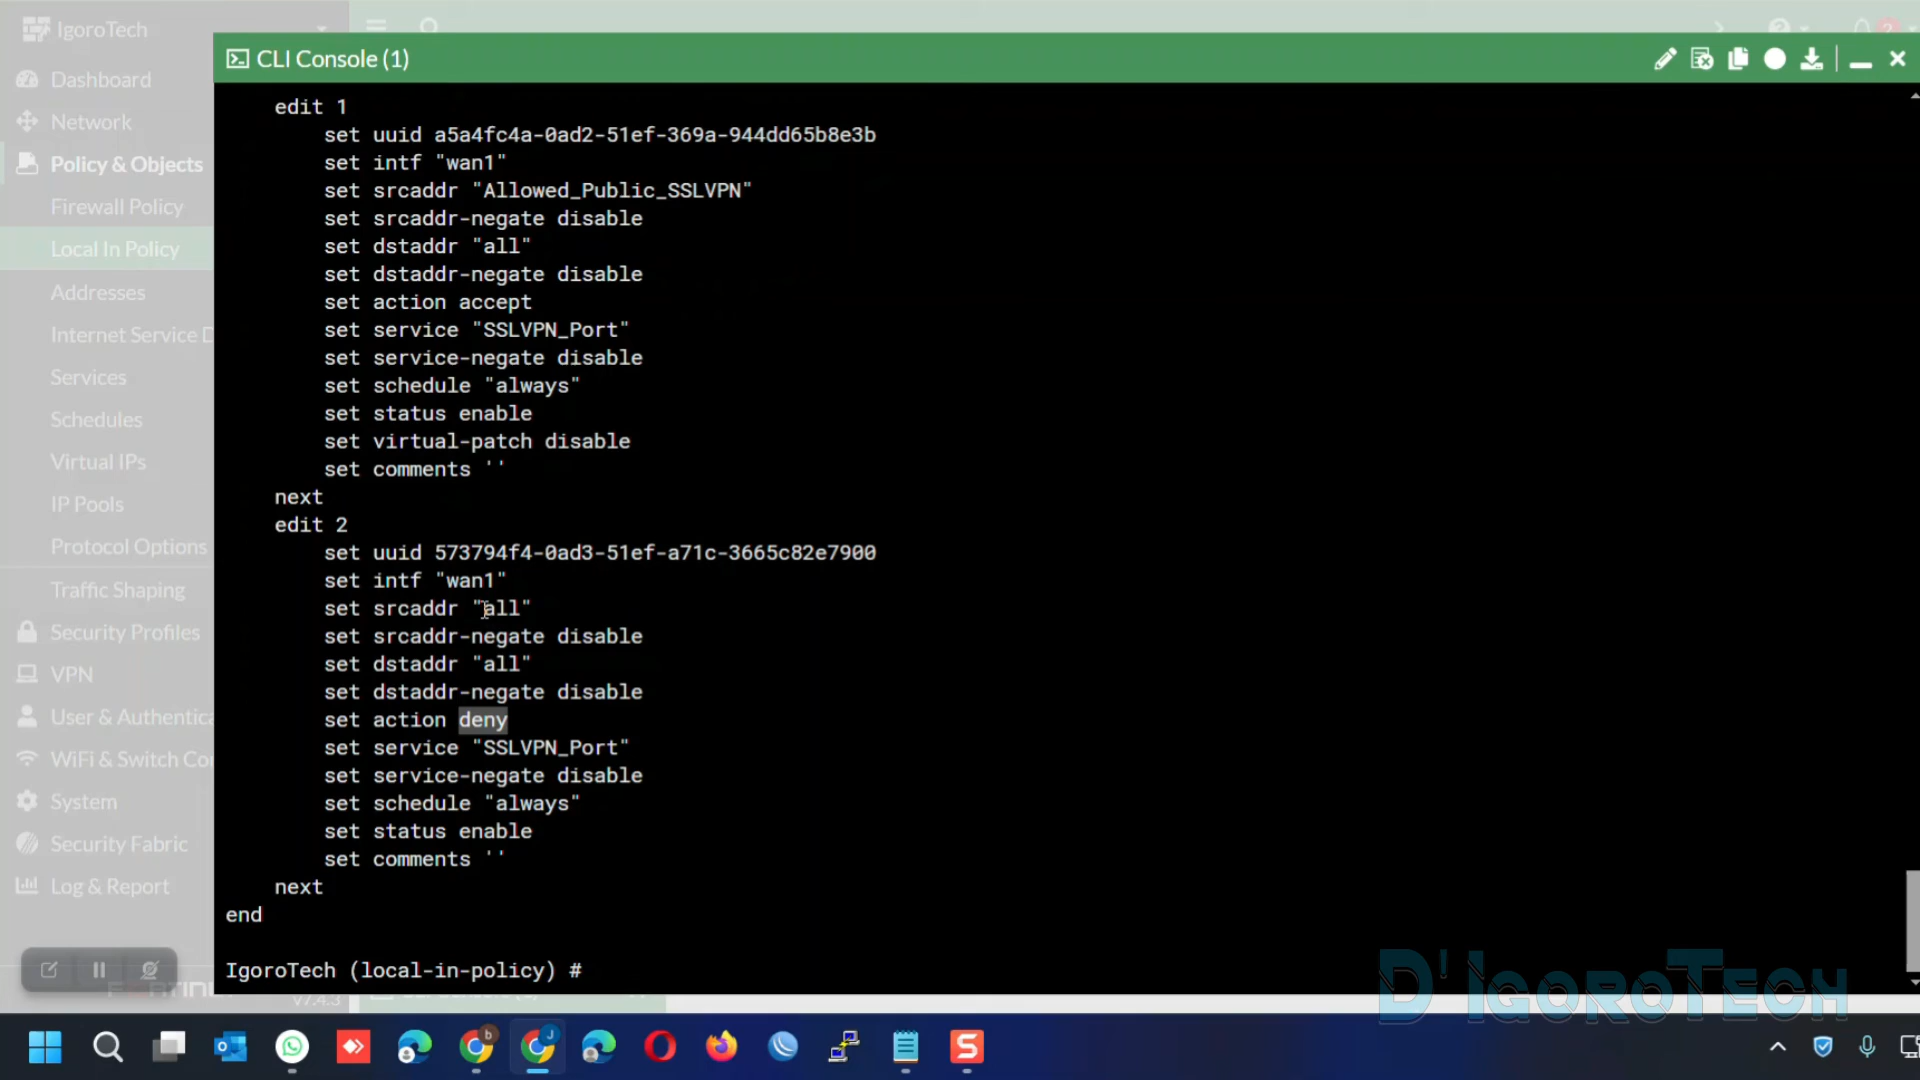 IgoroTech
CLI Console (1)
Dashboard
Network
Policy & Objects
Firewall Policy
Local In Policy
Addresses
Internet Service D
Services
Schedules
Virtual IPs
IP Pools
Protocol Options
Traffic Shaping
Security Profiles
VPN
User & Authentica
WiFi & Switch Co
System
Security Fabric
Log & Report
v7.4.3
edit 1
set uuid a5a4fc4a-0ad2-51ef-369a-944dd65b8e3b
set intf "wan1"
set srcaddr "Allowed_Public_SSLVPN"
set srcaddr-negate disable
set dstaddr "all"
set dstaddr-negate disable
set action accept
set service "SSLVPN_Port"
set service-negate disable
set schedule "always"
set status enable
set virtual-patch disable
set comments ''
next
edit 2
set uuid 573794f4-0ad3-51ef-a71c-3665c82e7900
set intf "wan1"
set srcaddr "all"
set srcaddr-negate disable
set dstaddr "all"
set dstaddr-negate disable
set action deny
set service "SSLVPN_Port"
set service-negate disable
set schedule "always"
set status enable
set comments ''
next
end
IgoroTech (local-in-policy) #
D'IgoroTech